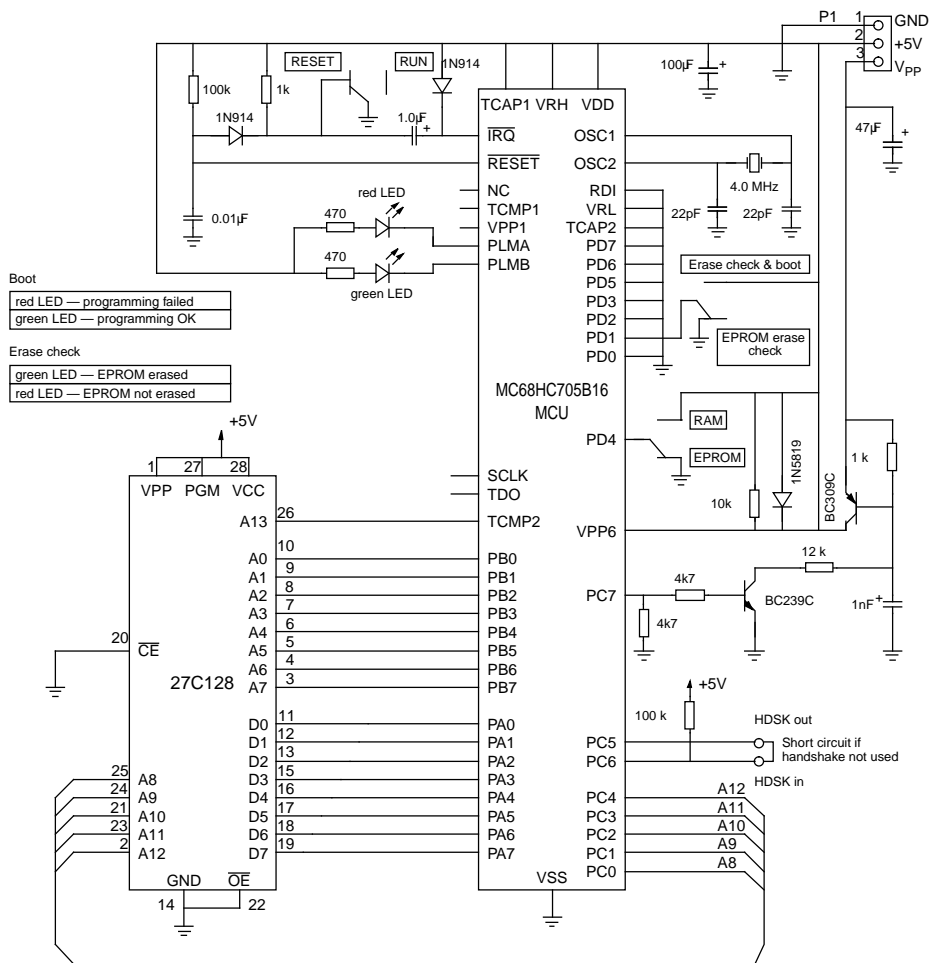 P1
1
GND
2
+5V
3
VPP
RESET
RUN
1N914
100µF
+
100k
1k
1N914
1.0µF
+
TCAP1 VRH VDD
47µF
+
IRQ
OSC1
RESET
OSC2
4.0 MHz
NC
RDI
TCMP1
VRL
22pF
22pF
VPP1
TCAP2
red LED
0.01µF
470
PLMA
PD7
470
PLMB
PD6
green LED
PD5
Erase check & boot
PD3
PD2
PD1
PD0
EPROM erase
check
Boot
red LED — programming failed
green LED — programming OK
Erase check
green LED — EPROM erased
red LED — EPROM not erased
MC68HC705B16
MCU
RAM
PD4
EPROM
1N5819
1 k
BC309C
10k
+5V
1
27
28
VPP PGM VCC
SCLK
TDO
26
A13
TCMP2
VPP6
10
A0
PB0
9
A1
PB1
8
A2
PB2
7
A3
PB3
6
A4
PB4
5
A5
PB5
4
A6
PB6
3
A7
PB7
12 k
PC7
4k7
4k7
BC239C
1nF
+
20
CE
27C128
+5V
100 k
HDSK out
PC5
PC6
Short circuit if
handshake not used
HDSK in
11
D0
PA0
12
D1
PA1
13
D2
PA2
15
D3
PA3
16
D4
PA4
17
D5
PA5
18
D6
PA6
19
D7
PA7
25
A8
24
A9
21
A10
23
A11
2
A12
PC4
A12
PC3
A11
PC2
A10
PC1
A9
PC0
A8
GND
OE
14
22
VSS